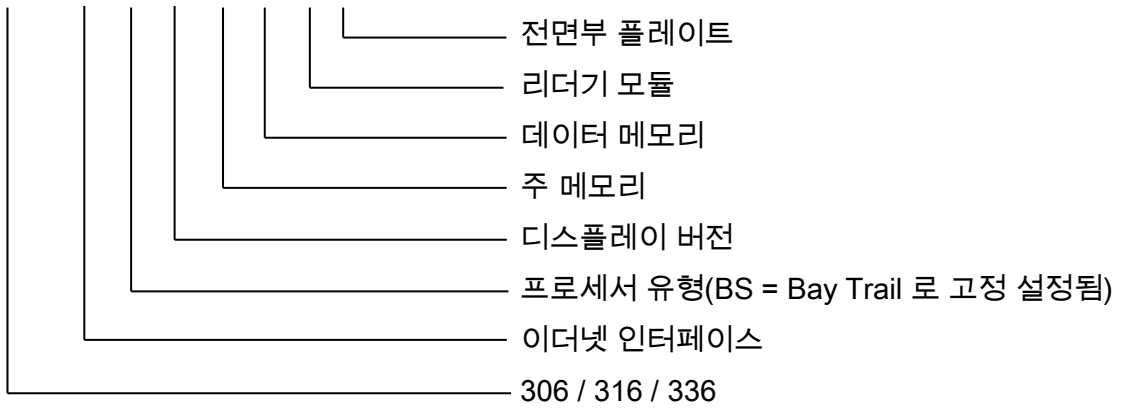 전면부 플레이트
리더기 모듈
데이터 메모리
주 메모리
디스플레이 버전
프로세서 유형(BS = Bay Trail 로 고정 설정됨)
이더넷 인터페이스
306 / 316 / 336